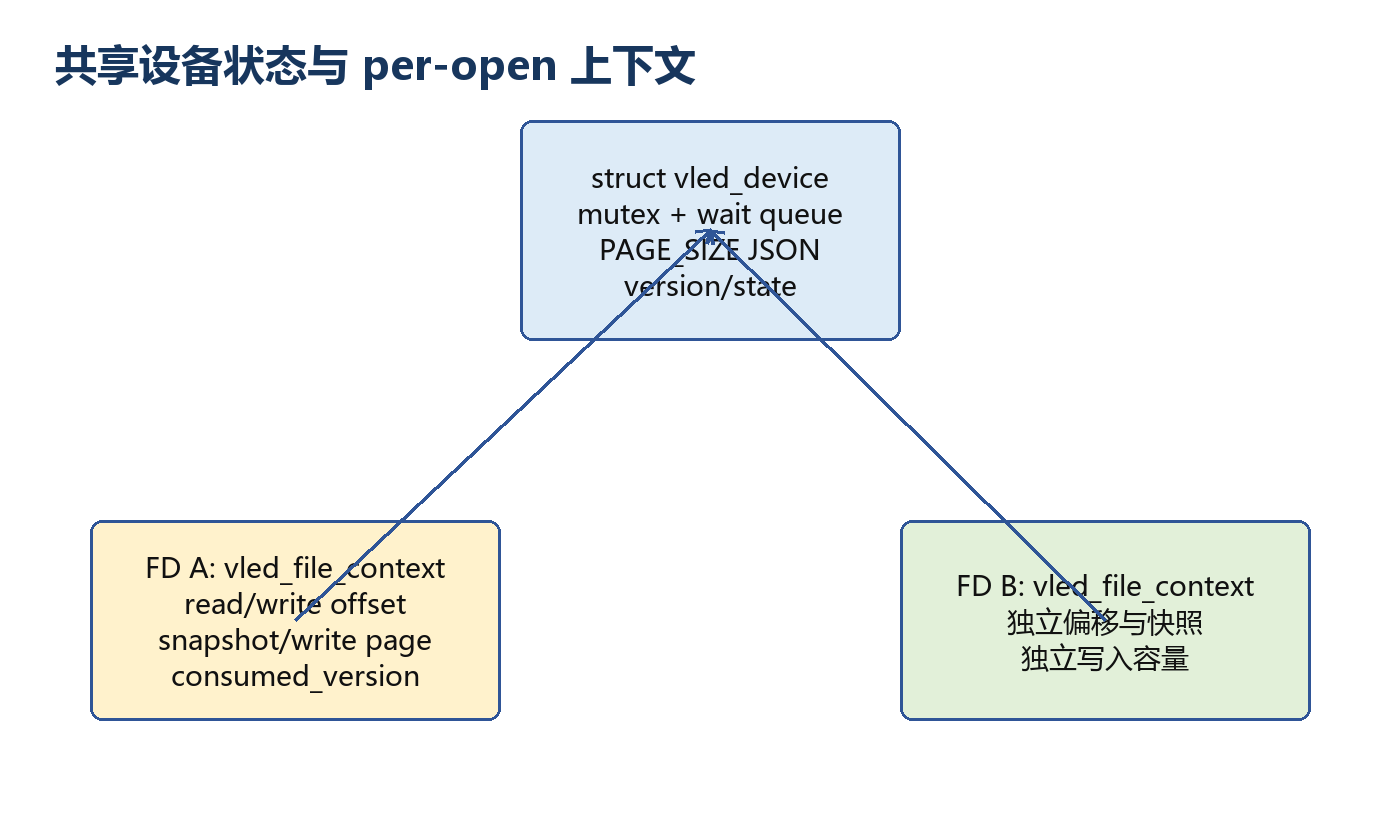 共享设备状态与 per-open 上下文
struct vled_device
mutex + wait queue
PAGE_SIZE JSON
version/state
FD A: vled_file_context
read/write offset
snapshot/write page
consumed_version
FD B: vled_file_context
独立偏移与快照
独立写入容量